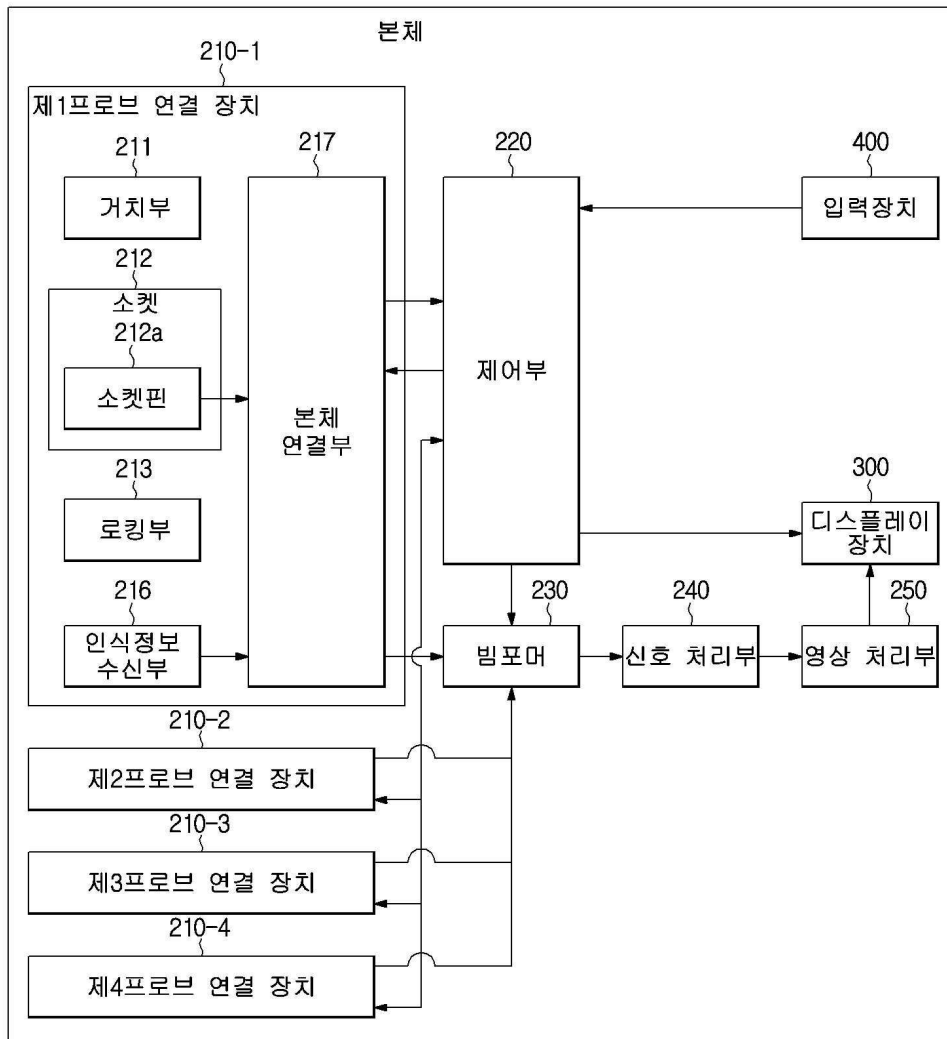 본체
210-1
제1프로브 연결 장치
211
217
220
400
거치부
입력장치
212
소켓
212a
소켓핀
제어부
본체
연결부
213
로킹부
300
디스플레이
장치
216
230
240
250
인식정보
수신부
빔포머
신호 처리부
영상 처리부
210-2
제2프로브 연결 장치
210-3
제3프로브 연결 장치
210-4
제4프로브 연결 장치